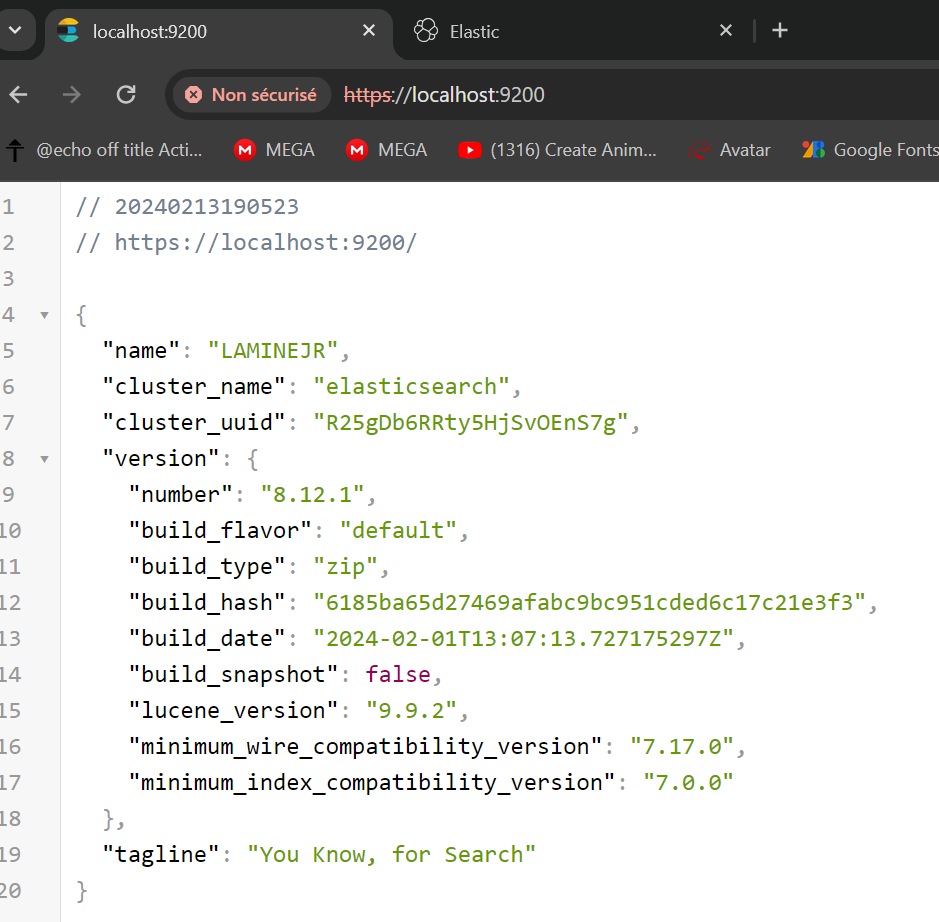 localhost:9200
Elastic
Non sécurisé https://localhost:9200
@echo off title Acti... MEGA MEGA (1316) Create Anim... Avatar Google Fonts
1 // 20240213190523
2 // https://localhost:9200/
3
4 {
5 "name": "LAMINEJR",
6 "cluster_name": "elasticsearch",
7 "cluster_uuid": "R25gDb6RRty5HjSvOEnS7g",
8 "version": {
9 "number": "8.12.1",
10 "build_flavor": "default",
11 "build_type": "zip",
12 "build_hash": "6185ba65d27469afabc9bc951cded6c17c21e3f3",
13 "build_date": "2024-02-01T13:07:13.727175297Z",
14 "build_snapshot": false,
15 "lucene_version": "9.9.2",
16 "minimum_wire_compatibility_version": "7.17.0",
17 "minimum_index_compatibility_version": "7.0.0"
18 },
19 "tagline": "You Know, for Search"
20 }